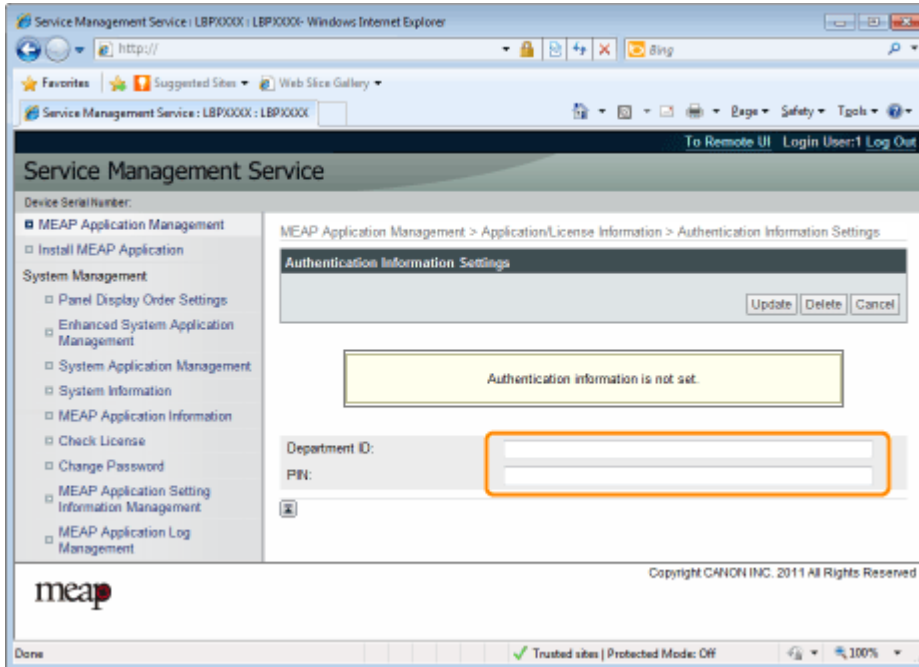 Service Management Service : LBPXXXX : LBPXXXX- Windows Internet Explorer
http://
Bing
Favorites Suggested Sites Web Slice Gallery
Service Management Service : LBPXXXX : LBPXXXX
Page Safety Tools
To Remote UI Login User:1 Log Out
Service Management Service
Device Serial Number:
MEAP Application Management
Install MEAP Application
System Management
Panel Display Order Settings
Enhanced System Application
Management
System Application Management
System Information
MEAP Application Information
Check License
Change Password
MEAP Application Setting
Information Management
MEAP Application Log
Management
MEAP Application Management > Application/License Information > Authentication Information Settings
Authentication Information Settings
Update Delete Cancel
Authentication information is not set.
Department ID:
PIN:
Copyright CANON INC. 2011 All Rights Reserved
meap
Done
Trusted sites | Protected Mode: Off
100%